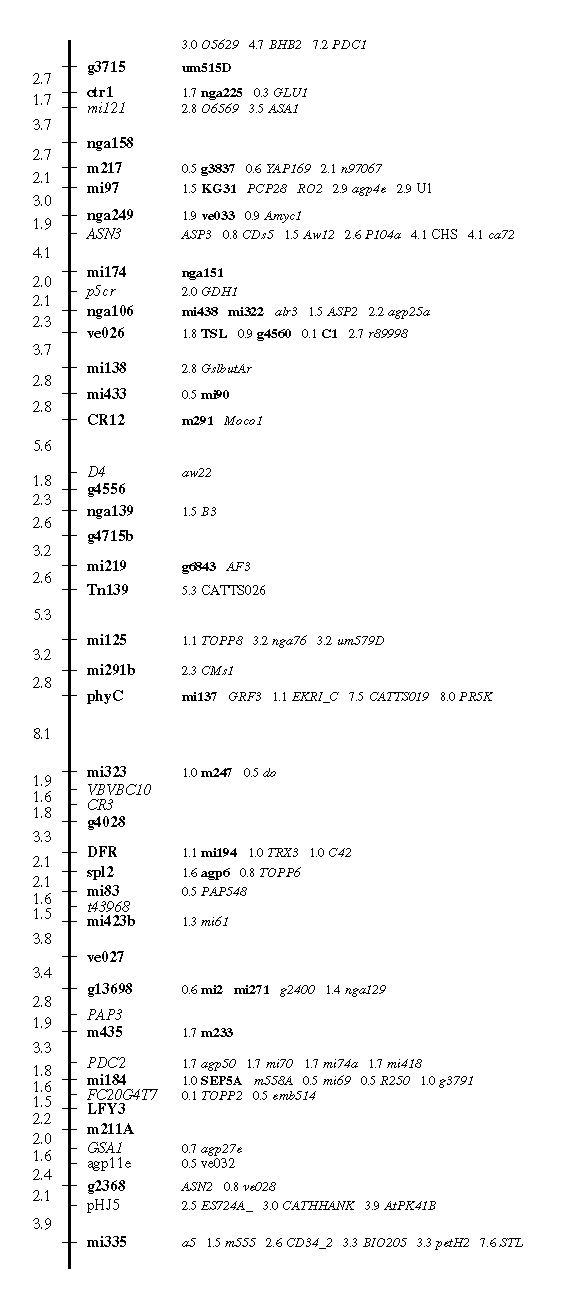 3.0 O5629 4.7 BHB2 7.2 PDC1
g3715 um515D
2.7
ctr1 1.7 nga225 0.3 GLU1
1.7
mi121 2.8 O6569 3.5 ASA1
3.7
nga158
2.7
m217 0.5 g3837 0.6 YAP169 2.1 n97067
2.1
mi97 1.5 KG31 PCP28 RO2 2.9 agp4e 2.9 U1
3.0
nga249 1.9 ve033 0.9 Amyc1
1.9
ASN3 ASP3 0.8 CDs5 1.5 Aw12 2.6 P104a 4.1 CHS 4.1 ca72
4.1
mi174 nga151
2.0
p5cr 2.0 GDH1
2.1
nga106 mi438 mi322 alr3 1.5 ASP2 2.2 agp25a
2.3
ve026 1.8 TSL 0.9 g4560 0.1 C1 2.7 r89998
3.7
mi138 2.8 GslbutAr
2.8
mi433 0.5 mi90
2.8
CR12 m291 Moco1
5.6
D4 aw22
1.8
g4556
2.3
nga139 1.5 B3
2.6
g4715b
3.2
mi219 g6843 AF3
2.6
Tn139 5.3 CATTS026
5.3
mi125 1.1 TOPP8 3.2 nga76 3.2 um579D
3.2
mi291b 2.3 CMs1
2.8
phyC mi137 GRF3 1.1 EKRI_C 7.5 CATTS019 8.0 PR5K
8.1
mi323 1.0 m247 0.5 do
1.9
VBVBC10
1.6
CR3
1.8
g4028
3.3
DFR 1.1 mi194 1.0 TRX3 1.0 C42
2.1
spl2 1.6 agp6 0.8 TOPP6
2.1
mi83 0.5 PAP548
1.6
t43968
1.5
mi423b 1.3 mi61
3.8
ve027
3.4
g13698 0.6 mi2 mi271 g2400 1.4 nga129
2.8
PAP3
1.9
m435 1.7 m233
3.3
PDC2 1.7 agp50 1.7 mi70 1.7 mi74a 1.7 mi418
1.8
mi184 1.0 SEP5A m558A 0.5 mi69 0.5 R250 1.0 g3791
1.6
FC20G4T7 0.1 TOPP2 0.5 emb514
1.5
LFY3
2.2
m211A
2.0
GSA1 0.7 agp27e
1.6
agp11e 0.5 ve032
2.4
g2368 ASN2 0.8 ve028
2.1
pHJ5 2.5 ES724A_ 3.0 CATHHANK 3.9 AtPK41B
3.9
mi335 a5 1.5 m555 2.6 CD34_2 3.3 BIO205 3.3 petH2 7.6 STL